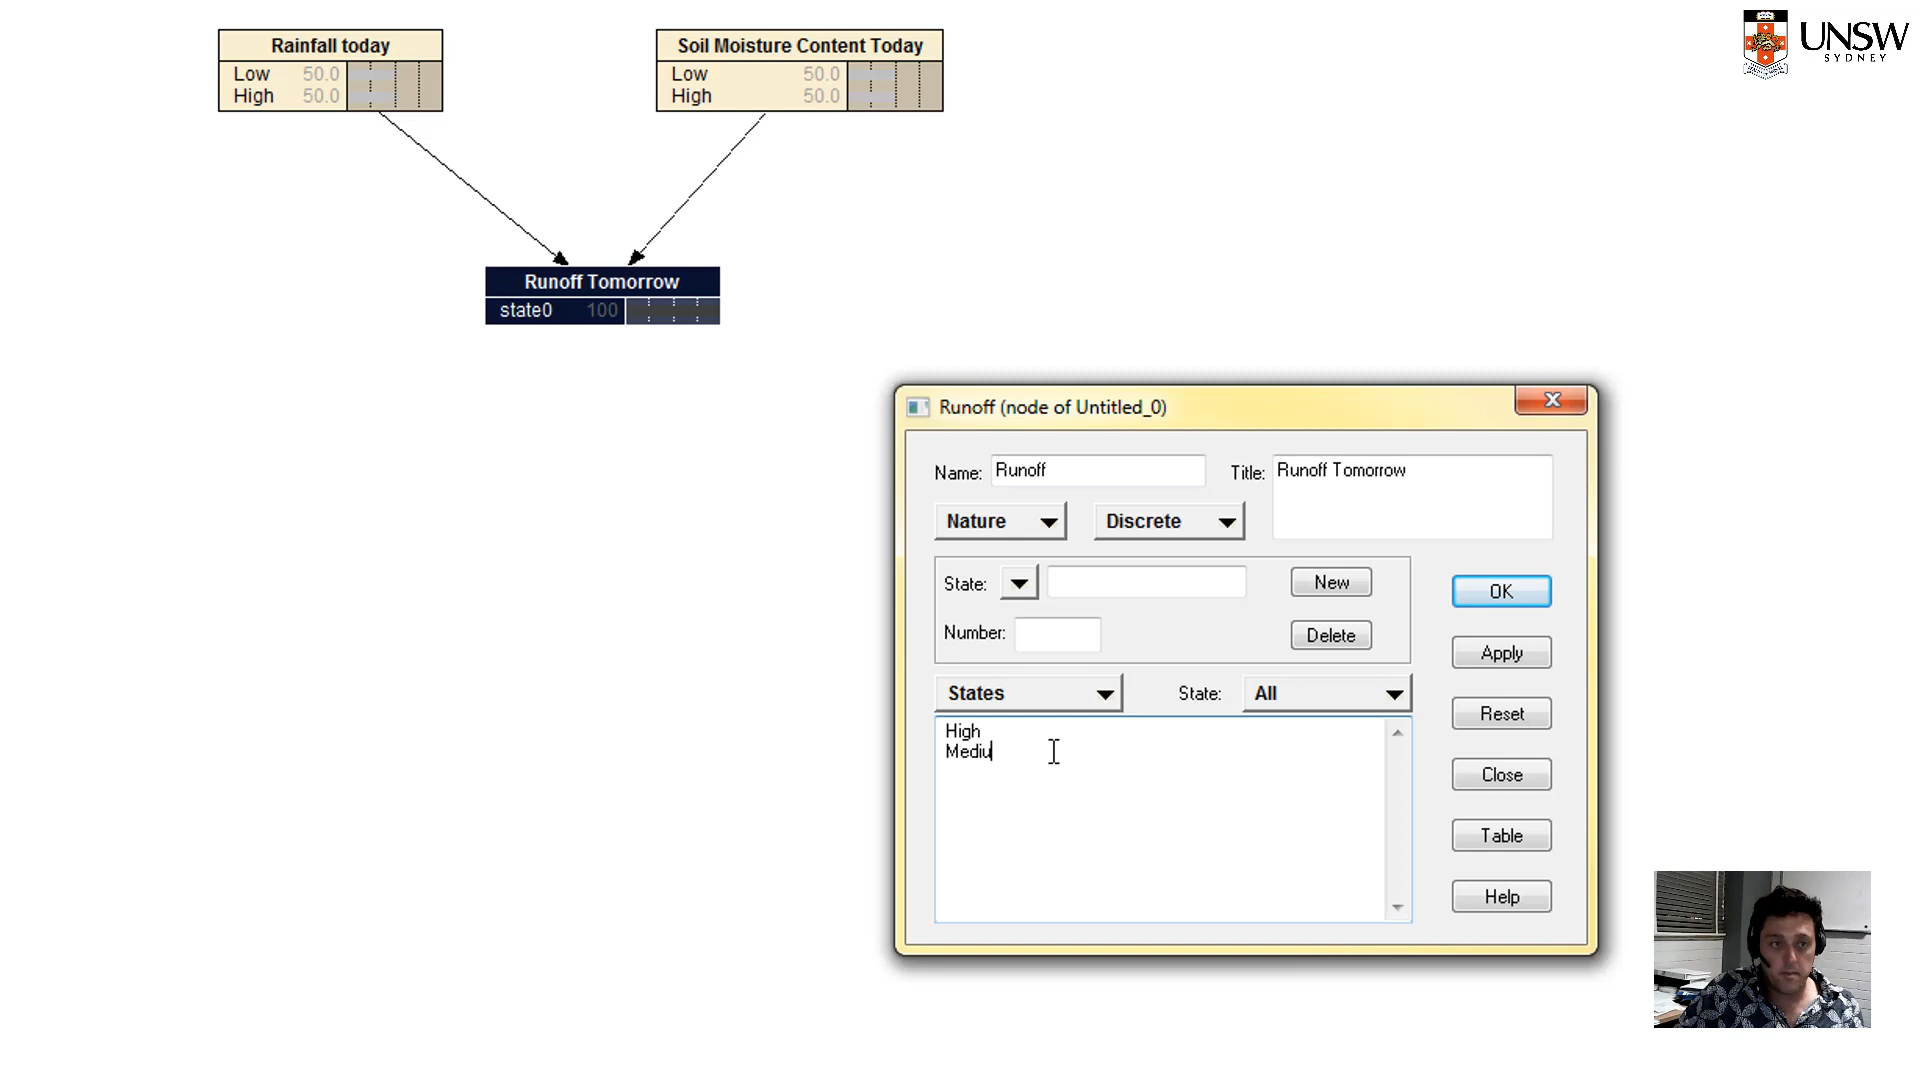 Rainfall today
Low 50.0
High 50.0
Soil Moisture Content Today
Low 50.0
High 50.0
UNSW
SYDNEY
Runoff Tomorrow
state0 100
Runoff (node of Untitled_0)
Name: Runoff
Title: Runoff Tomorrow
Nature
Discrete
State:
New
OK
Number:
Delete
Apply
States
State: All
Reset
High
Mediu
Close
Table
Help